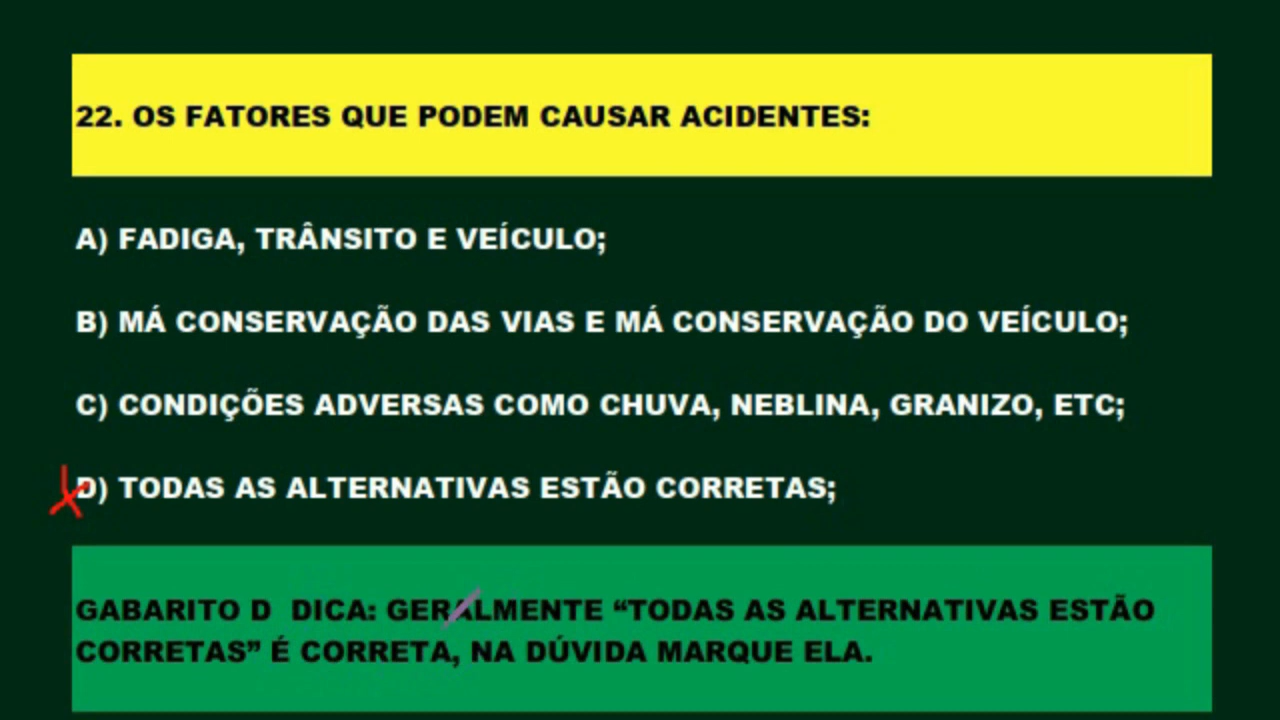 22. OS FATORES QUE PODEM CAUSAR ACIDENTES:
A) FADIGA, TRÂNSITO E VEÍCULO;
B) MÁ CONSERVAÇÃO DAS VIAS E MÁ CONSERVAÇÃO DO VEÍCULO;
C) CONDIÇÕES ADVERSAS COMO CHUVA, NEBLINA, GRANIZO, ETC;
D) TODAS AS ALTERNATIVAS ESTÃO CORRETAS;
GABARITO D DICA: GERALMENTE “TODAS AS ALTERNATIVAS ESTÃO
CORRETAS” É CORRETA, NA DÚVIDA MARQUE ELA.